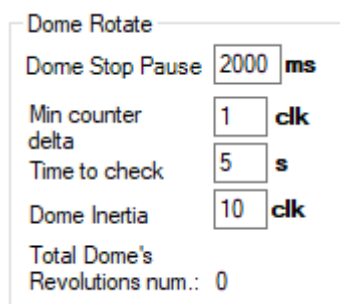 Dome Rotate
Dome Stop Pause 2000 ms
Min counter 1 clk
delta
Time to check 5 s
Dome Inertia 10 clk
Total Dome's
Revolutions num.: 0